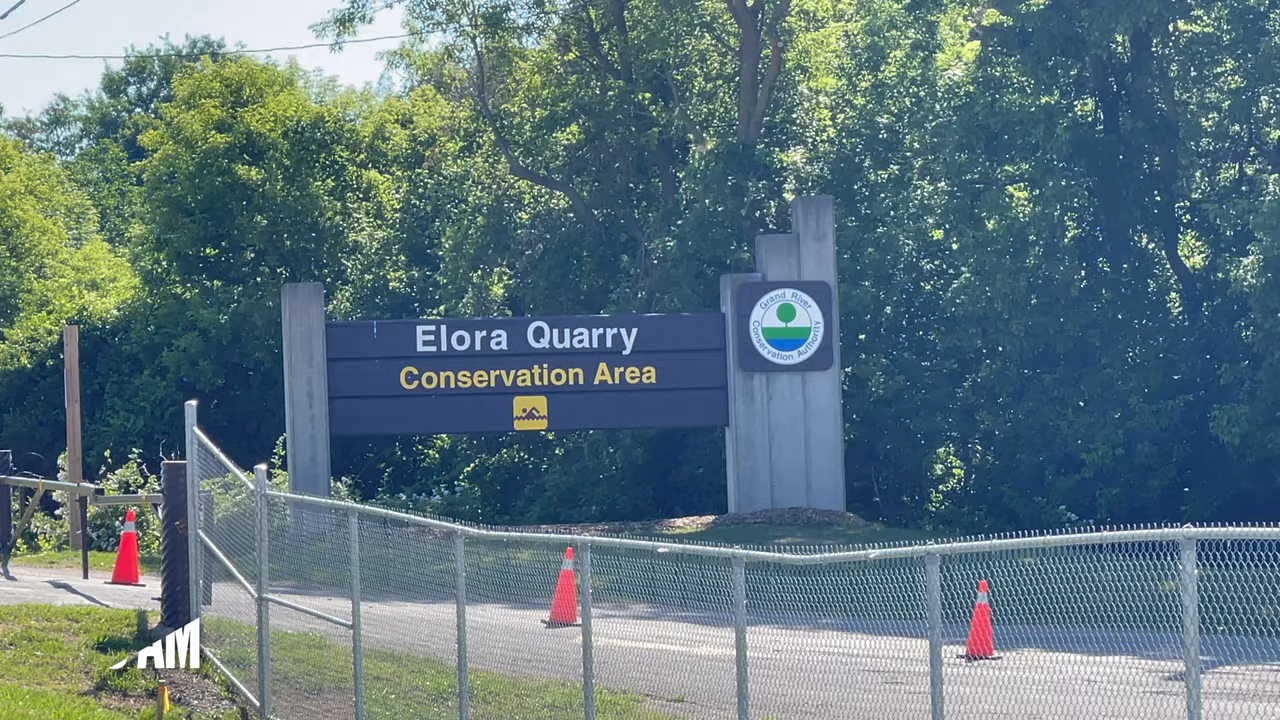 Elora Quarry
Conservation Area
Grand River
Conservation Authority
AM